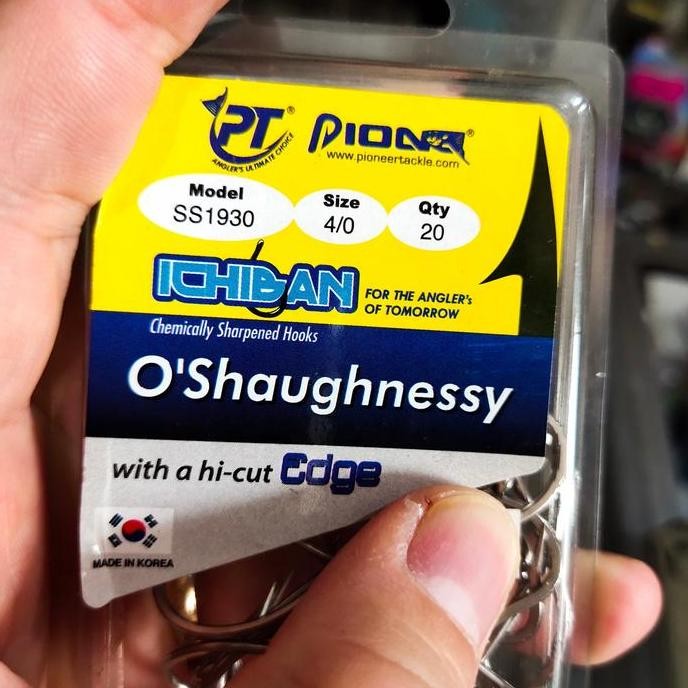 PT®
ANGLER'S ULTIMATE CHOICE
PION®
www.pioneertackle.com
Model
SS1930
Size
4/0
Qty
20
ICHIBAN
FOR THE ANGLER's
OF TOMORROW
Chemically Sharpened Hooks
O'Shaughnessy
with a hi-cut Edge
MADE IN KOREA